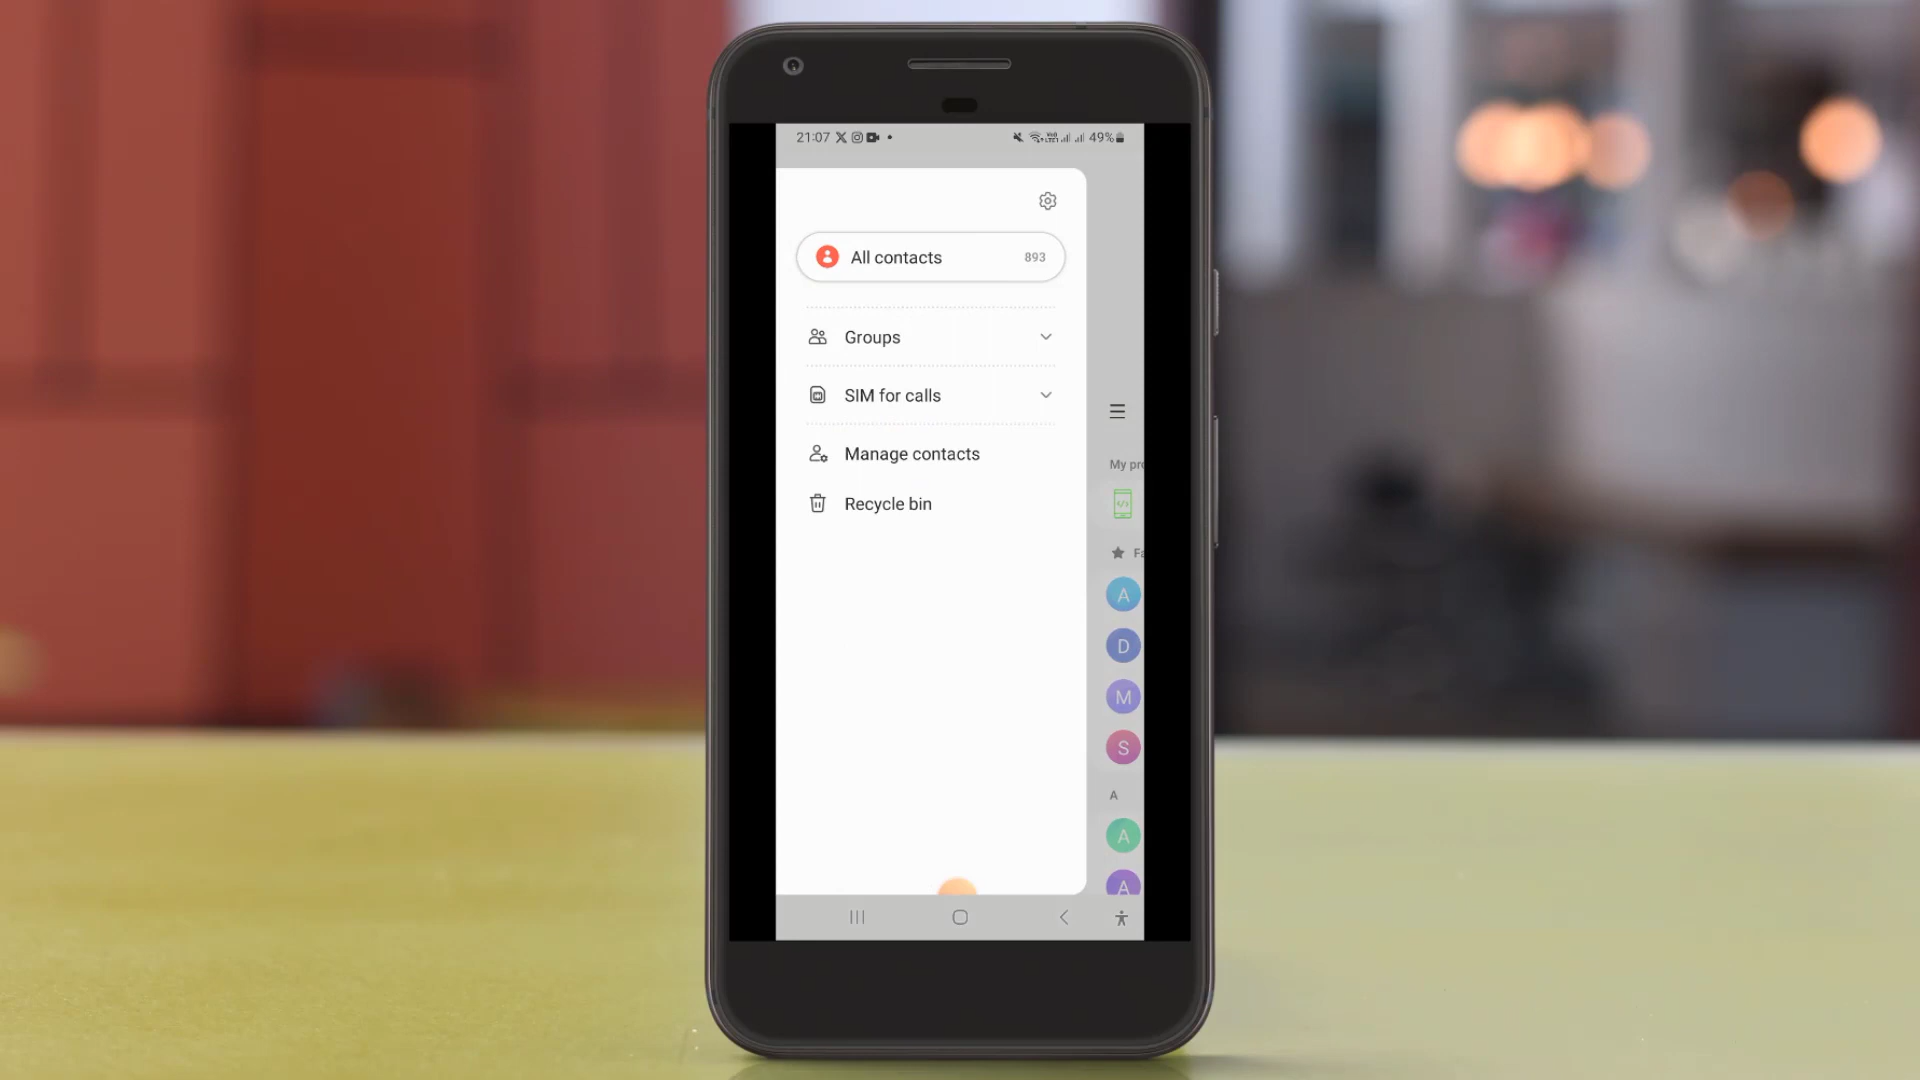 21:07
49%
All contacts 893
Groups
SIM for calls
Manage contacts
Recycle bin
My pro
Fa
A
D
M
S
A
A
A